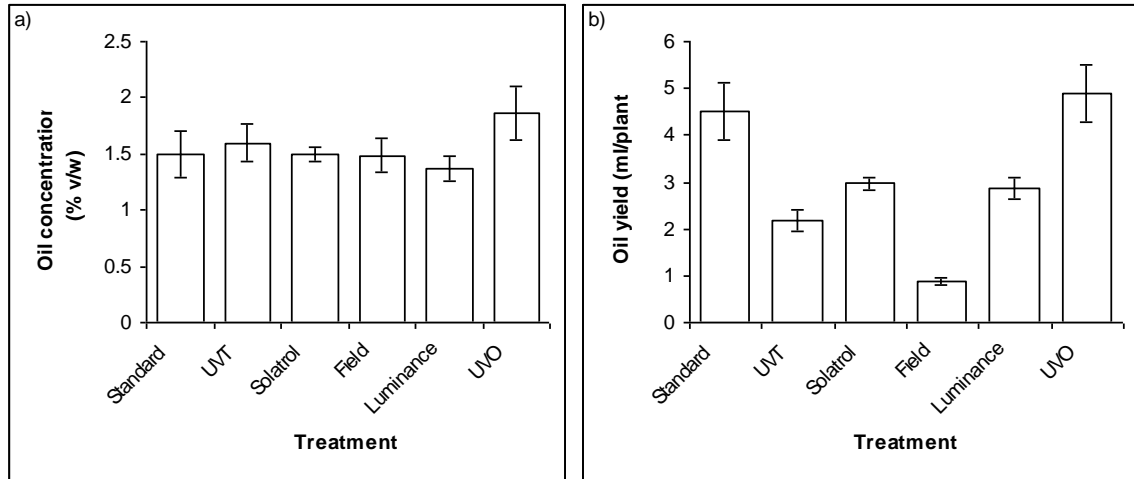 a)
2.5
2
1.5
1
0.5
0
Oil concentration
(% v/w)
Standard
UVT
Solatrol
Field
Luminance
UVO
Treatment
b)
6
5
4
3
2
1
0
Oil yield (ml/plant)
Standard
UVT
Solatrol
Field
Luminance
UVO
Treatment